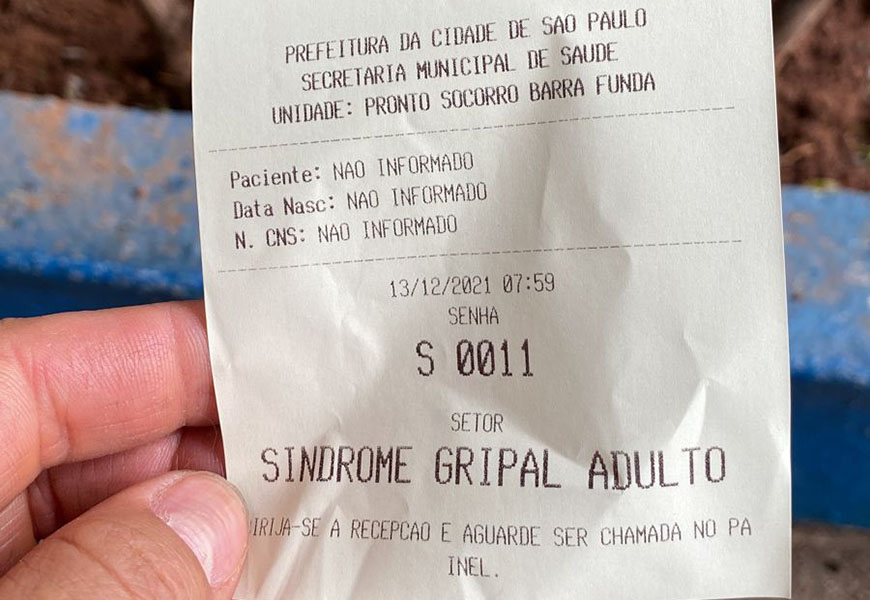 PREFEITURA DA CIDADE DE SAO PAULO
SECRETARIA MUNICIPAL DE SAUDE
UNIDADE: PRONTO SOCORRO BARRA FUNDA
Paciente: NAO INFORMADO
Data Nasc: NAO INFORMADO
N. CNS: NAO INFORMADO
13/12/2021 07:59
SENHA
S 0011
SETOR
SINDROME GRIPAL ADULTO
IRIJA-SE A RECEPCAO E AGUARDE SER CHAMADA NO PA
INEL.